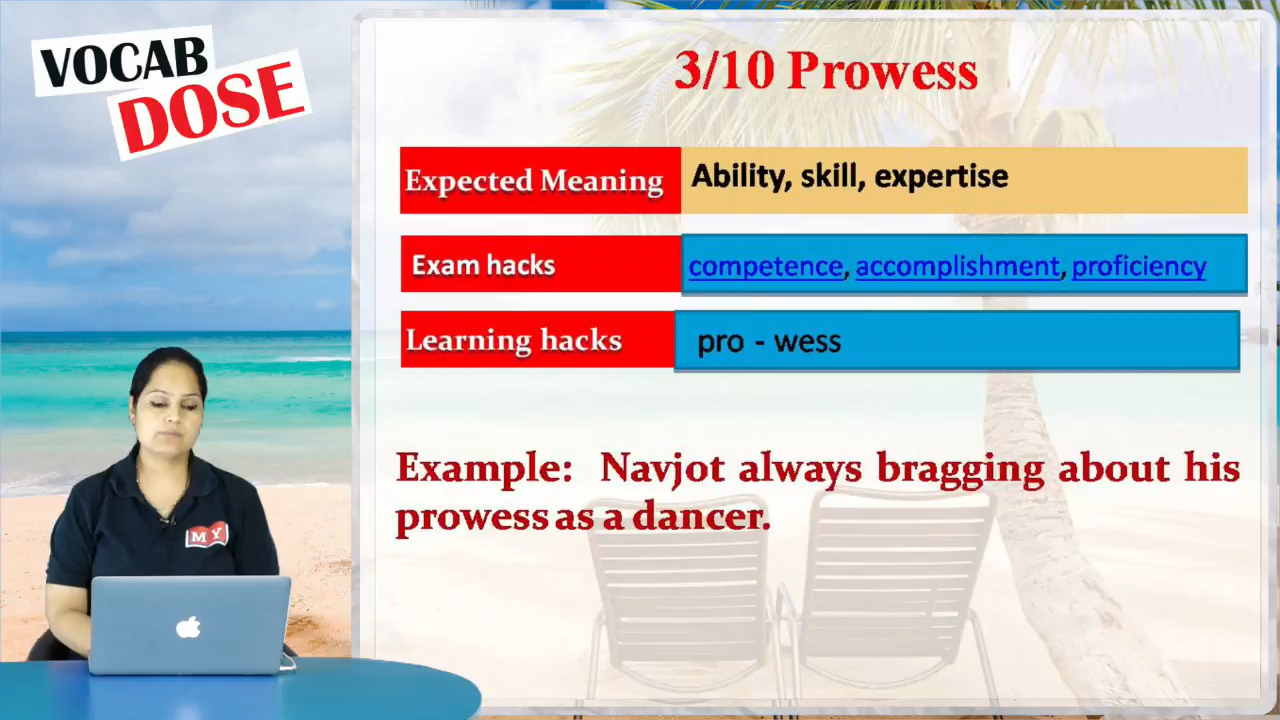 VOCAB
DOSE
3/10 Prowess
Expected Meaning
Ability, skill, expertise
Exam hacks
competence, accomplishment, proficiency
Learning hacks
pro - wess
Example: Navjot always bragging about his
prowess as a dancer.
MY